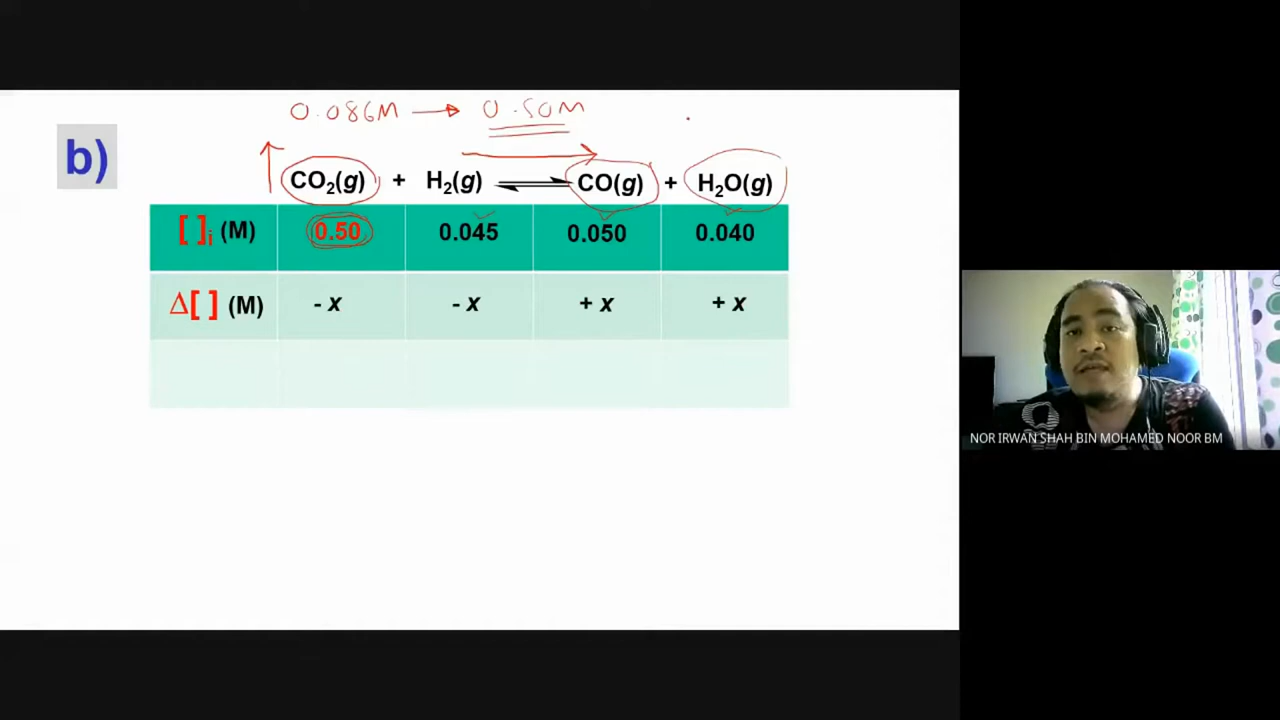 0.086M → 0.50M
b)
CO₂(g) + H₂(g) ⇌ CO(g) + H₂O(g)
[ ]ᵢ (M) 0.50 0.045 0.050 0.040
Δ[ ] (M) - x - x + x + x
NOR IRWAN SHAH BIN MOHAMED NOOR BM